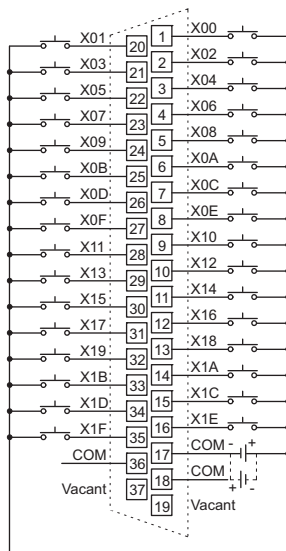 1 X00
X01 20
2 X02
X03 21
3 X04
X05 22
4 X06
X07 23
5 X08
X09 24
6 X0A
X0B 25
7 X0C
X0D 26
8 X0E
X0F 27
9 X10
X11 28
10 X12
X13 29
11 X14
X15 30
12 X16
X17 31
13 X18
X19 32
14 X1A
X1B 33
15 X1C
X1D 34
16 X1E
X1F 35
17 COM - +
COM 36
18 COM + -
Vacant 37
19 Vacant